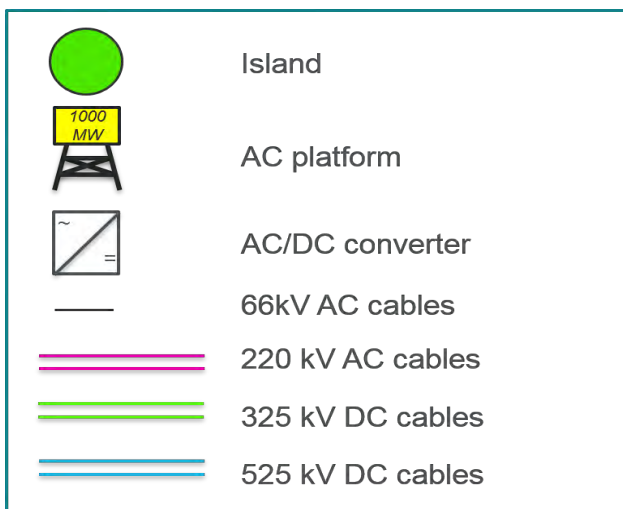 Island
1000
MW
AC platform
~
=
AC/DC converter
66kV AC cables
220 kV AC cables
325 kV DC cables
525 kV DC cables